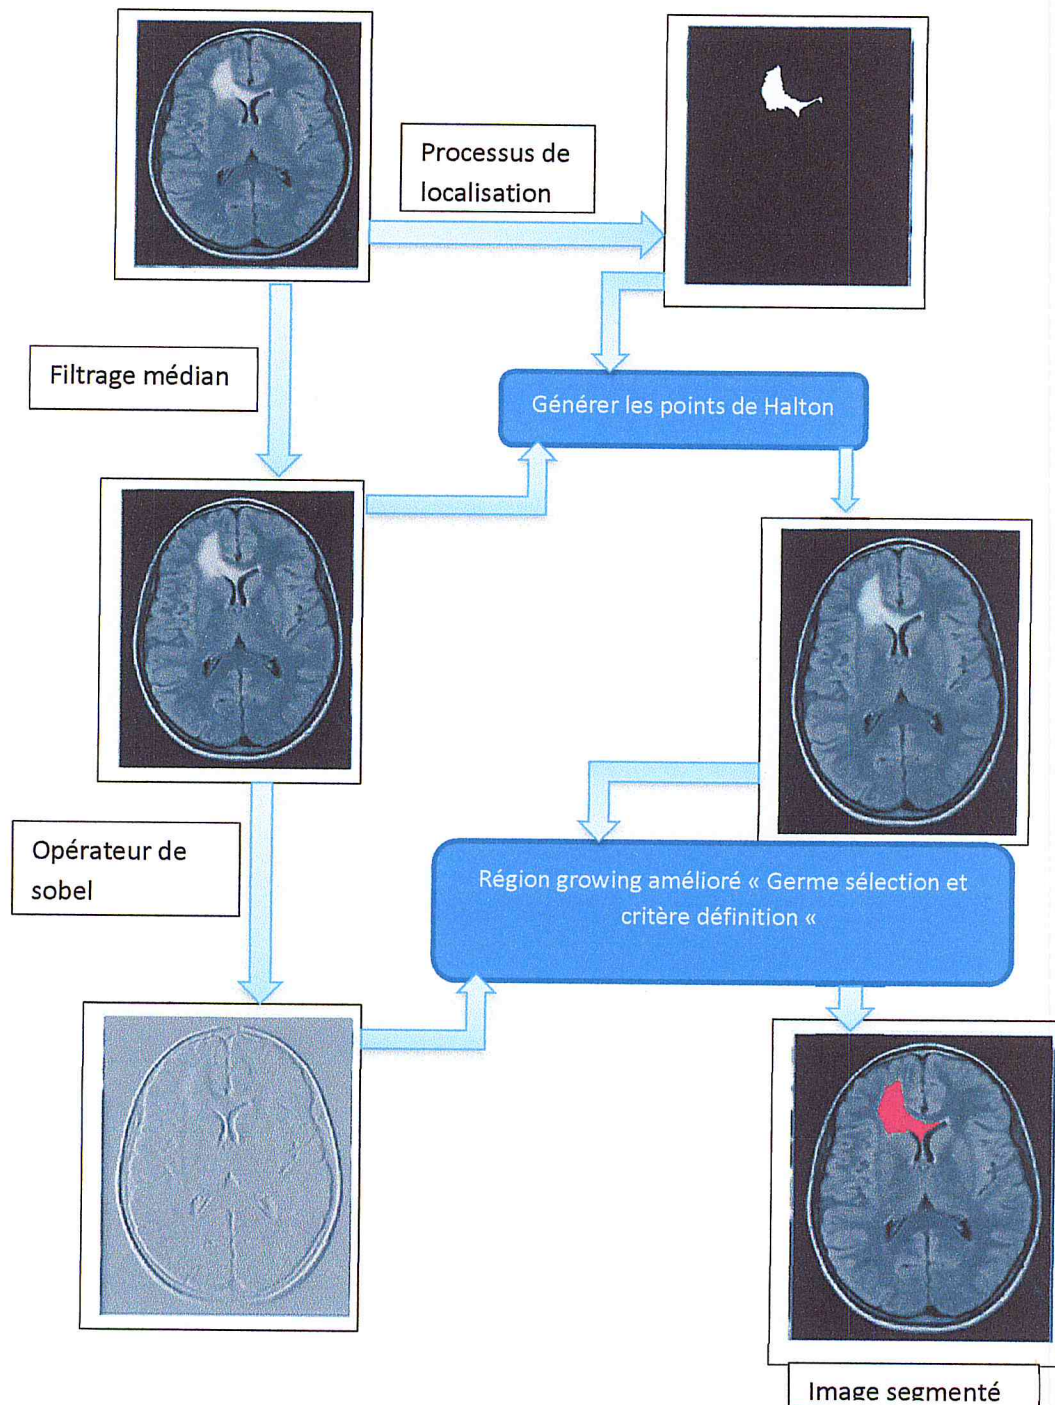 Processus de
localisation
Filtrage médian
Générer les points de Halton
Opérateur de
sobel
Région growing amélioré « Germe sélection et
critère définition «
Image segmenté